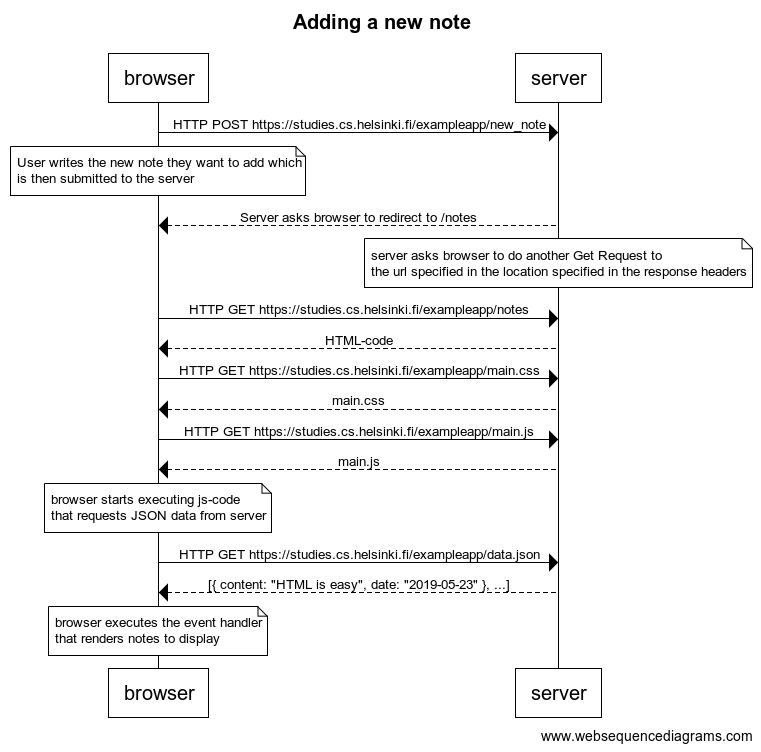 Adding a new note
browser
server
HTTP POST https://studies.cs.helsinki.fi/exampleapp/new_note
User writes the new note they want to add which
is then submitted to the server
Server asks browser to redirect to /notes
server asks browser to do another Get Request to
the url specified in the location specified in the response headers
HTTP GET https://studies.cs.helsinki.fi/exampleapp/notes
HTML-code
HTTP GET https://studies.cs.helsinki.fi/exampleapp/main.css
main.css
HTTP GET https://studies.cs.helsinki.fi/exampleapp/main.js
main.js
browser starts executing js-code
that requests JSON data from server
HTTP GET https://studies.cs.helsinki.fi/exampleapp/data.json
[{ content: "HTML is easy", date: "2019-05-23" }, ...]
browser executes the event handler
that renders notes to display
browser
server
www.websequencediagrams.com